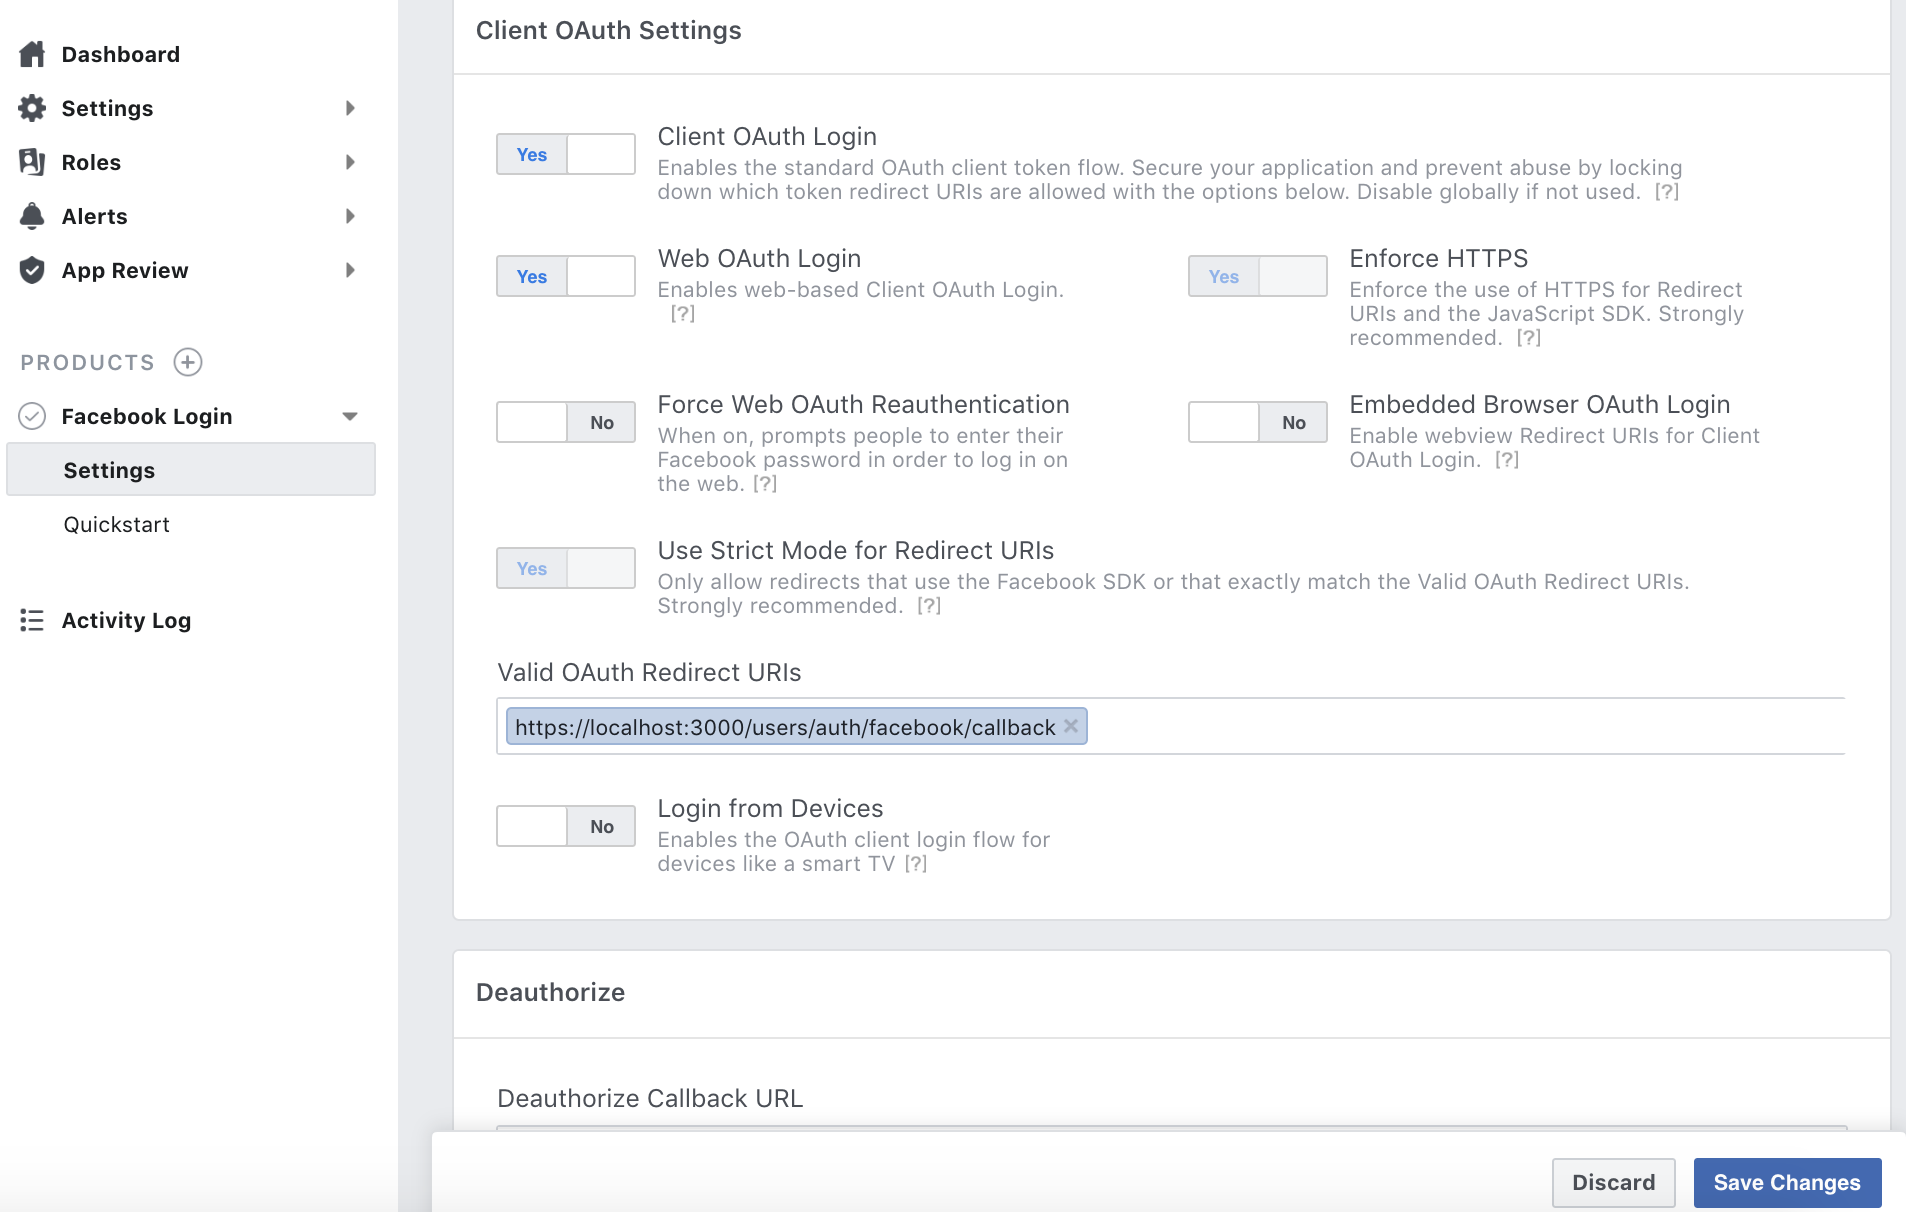 Dashboard
Settings
Roles
Alerts
App Review
PRODUCTS
Facebook Login
Settings
Quickstart
Activity Log
Client OAuth Settings
Yes
Client OAuth Login
Enables the standard OAuth client token flow. Secure your application and prevent abuse by locking
down which token redirect URIs are allowed with the options below. Disable globally if not used. [?]
Yes
Web OAuth Login
Enables web-based Client OAuth Login.
[?]
Yes
Enforce HTTPS
Enforce the use of HTTPS for Redirect
URIs and the JavaScript SDK. Strongly
recommended. [?]
No
Force Web OAuth Reauthentication
When on, prompts people to enter their
Facebook password in order to log in on
the web. [?]
No
Embedded Browser OAuth Login
Enable webview Redirect URIs for Client
OAuth Login. [?]
Yes
Use Strict Mode for Redirect URIs
Only allow redirects that use the Facebook SDK or that exactly match the Valid OAuth Redirect URIs.
Strongly recommended. [?]
Valid OAuth Redirect URIs
https://localhost:3000/users/auth/facebook/callback
No
Login from Devices
Enables the OAuth client login flow for
devices like a smart TV [?]
Deauthorize
Deauthorize Callback URL
Discard
Save Changes